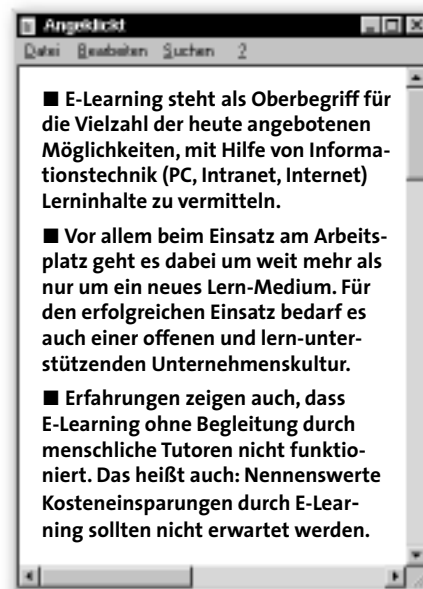 Angeklickt
Datei Bearbeiten Suchen ?
■ E-Learning steht als Oberbegriff für
die Vielzahl der heute angebotenen
Möglichkeiten, mit Hilfe von Informa-
tionstechnik (PC, Intranet, Internet)
Lerninhalte zu vermitteln.
■ Vor allem beim Einsatz am Arbeits-
platz geht es dabei um weit mehr als
nur um ein neues Lern-Medium. Für
den erfolgreichen Einsatz bedarf es
auch einer offenen und lern-unter-
stützenden Unternehmenskultur.
■ Erfahrungen zeigen auch, dass
E-Learning ohne Begleitung durch
menschliche Tutoren nicht funktio-
niert. Das heißt auch: Nennenswerte
Kosteneinsparungen durch E-Lear-
ning sollten nicht erwartet werden.